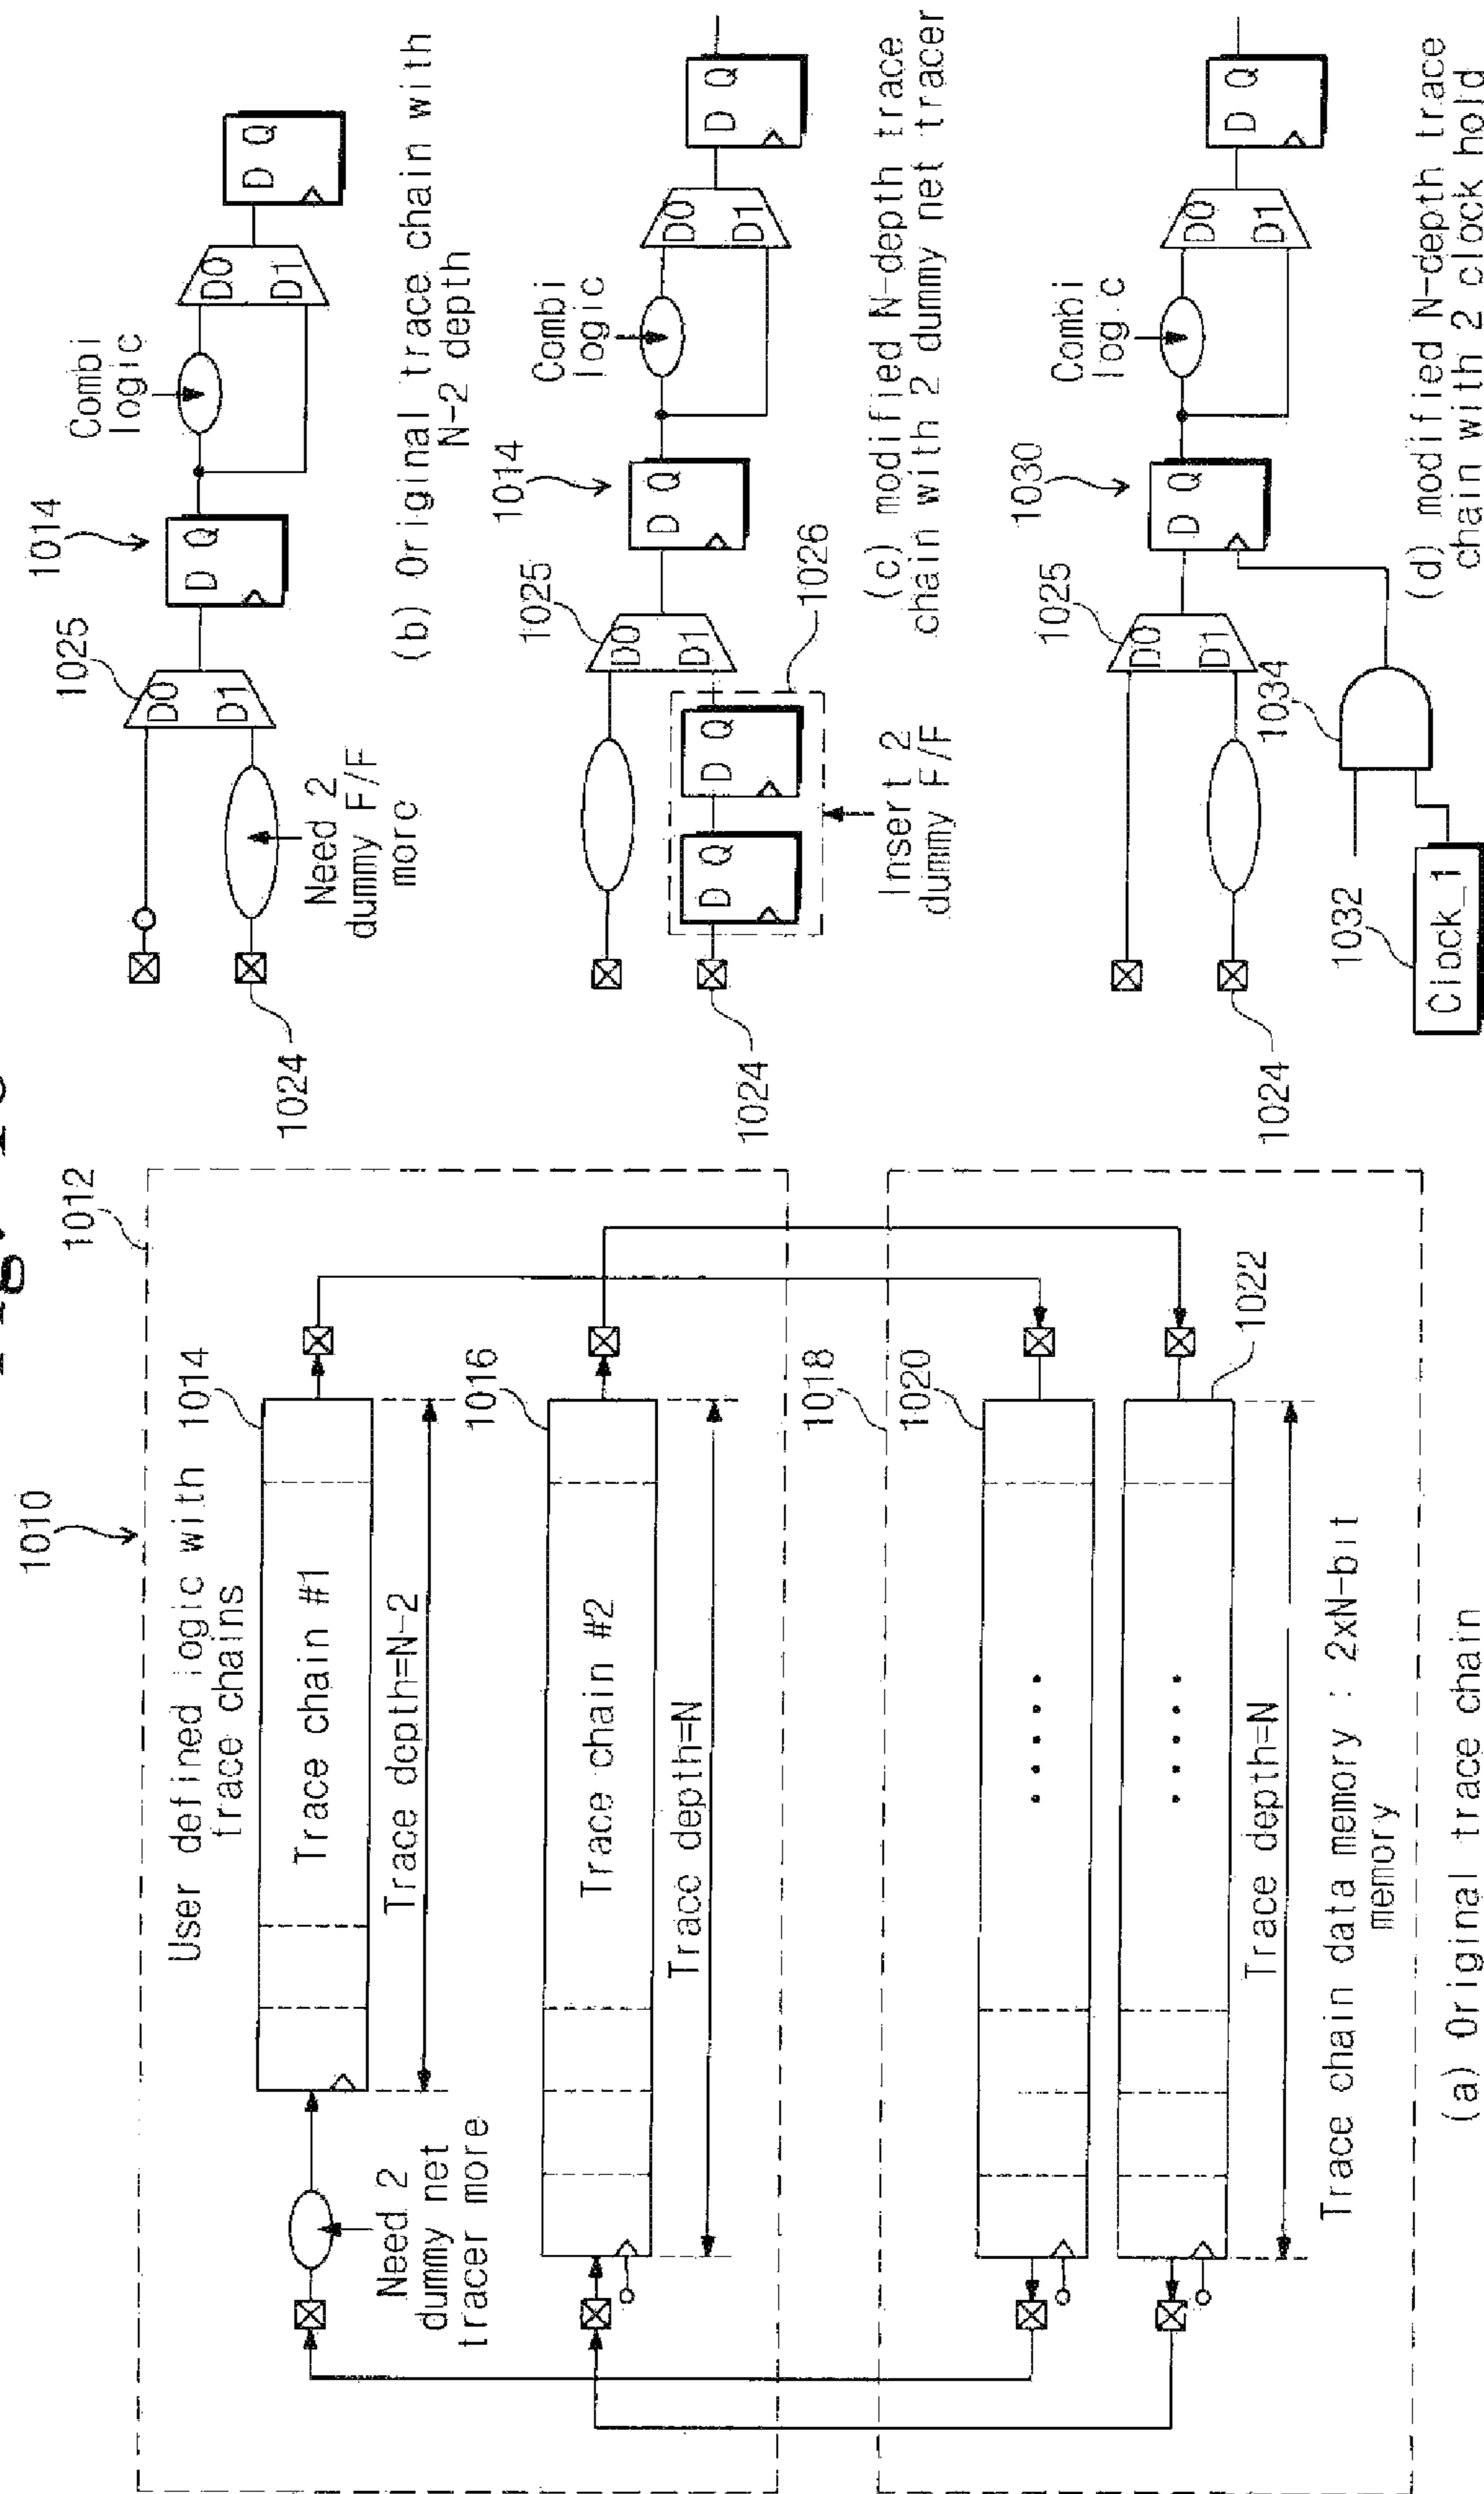 1010
1012
User defined logic with
trace chains
1014
Trace chain #1
Trace depth=N-2
Need 2
dummy net
tracer more
1016
Trace chain #2
Trace depth=N
1018
1020
1022
Trace depth=N
Trace chain data memory : 2xN-bit
memory
(a) Original trace chain
1024
1025
D0
D1
Need 2
dummy F/F
more
1014
D Q
Combi
logic
D0
D1
D Q
(b) Original trace chain with
N-2 depth
1024
1025
D0
D1
D Q
D Q
1026
Insert 2
dummy F/F
1014
D Q
Combi
logic
D0
D1
D Q
(c) modified N-depth trace
chain with 2 dummy net tracer
1024
1025
D0
D1
1030
D Q
Combi
logic
D0
D1
D Q
1032
Clock_1
1034
(d) modified N-depth trace
chain with 2 clock hold